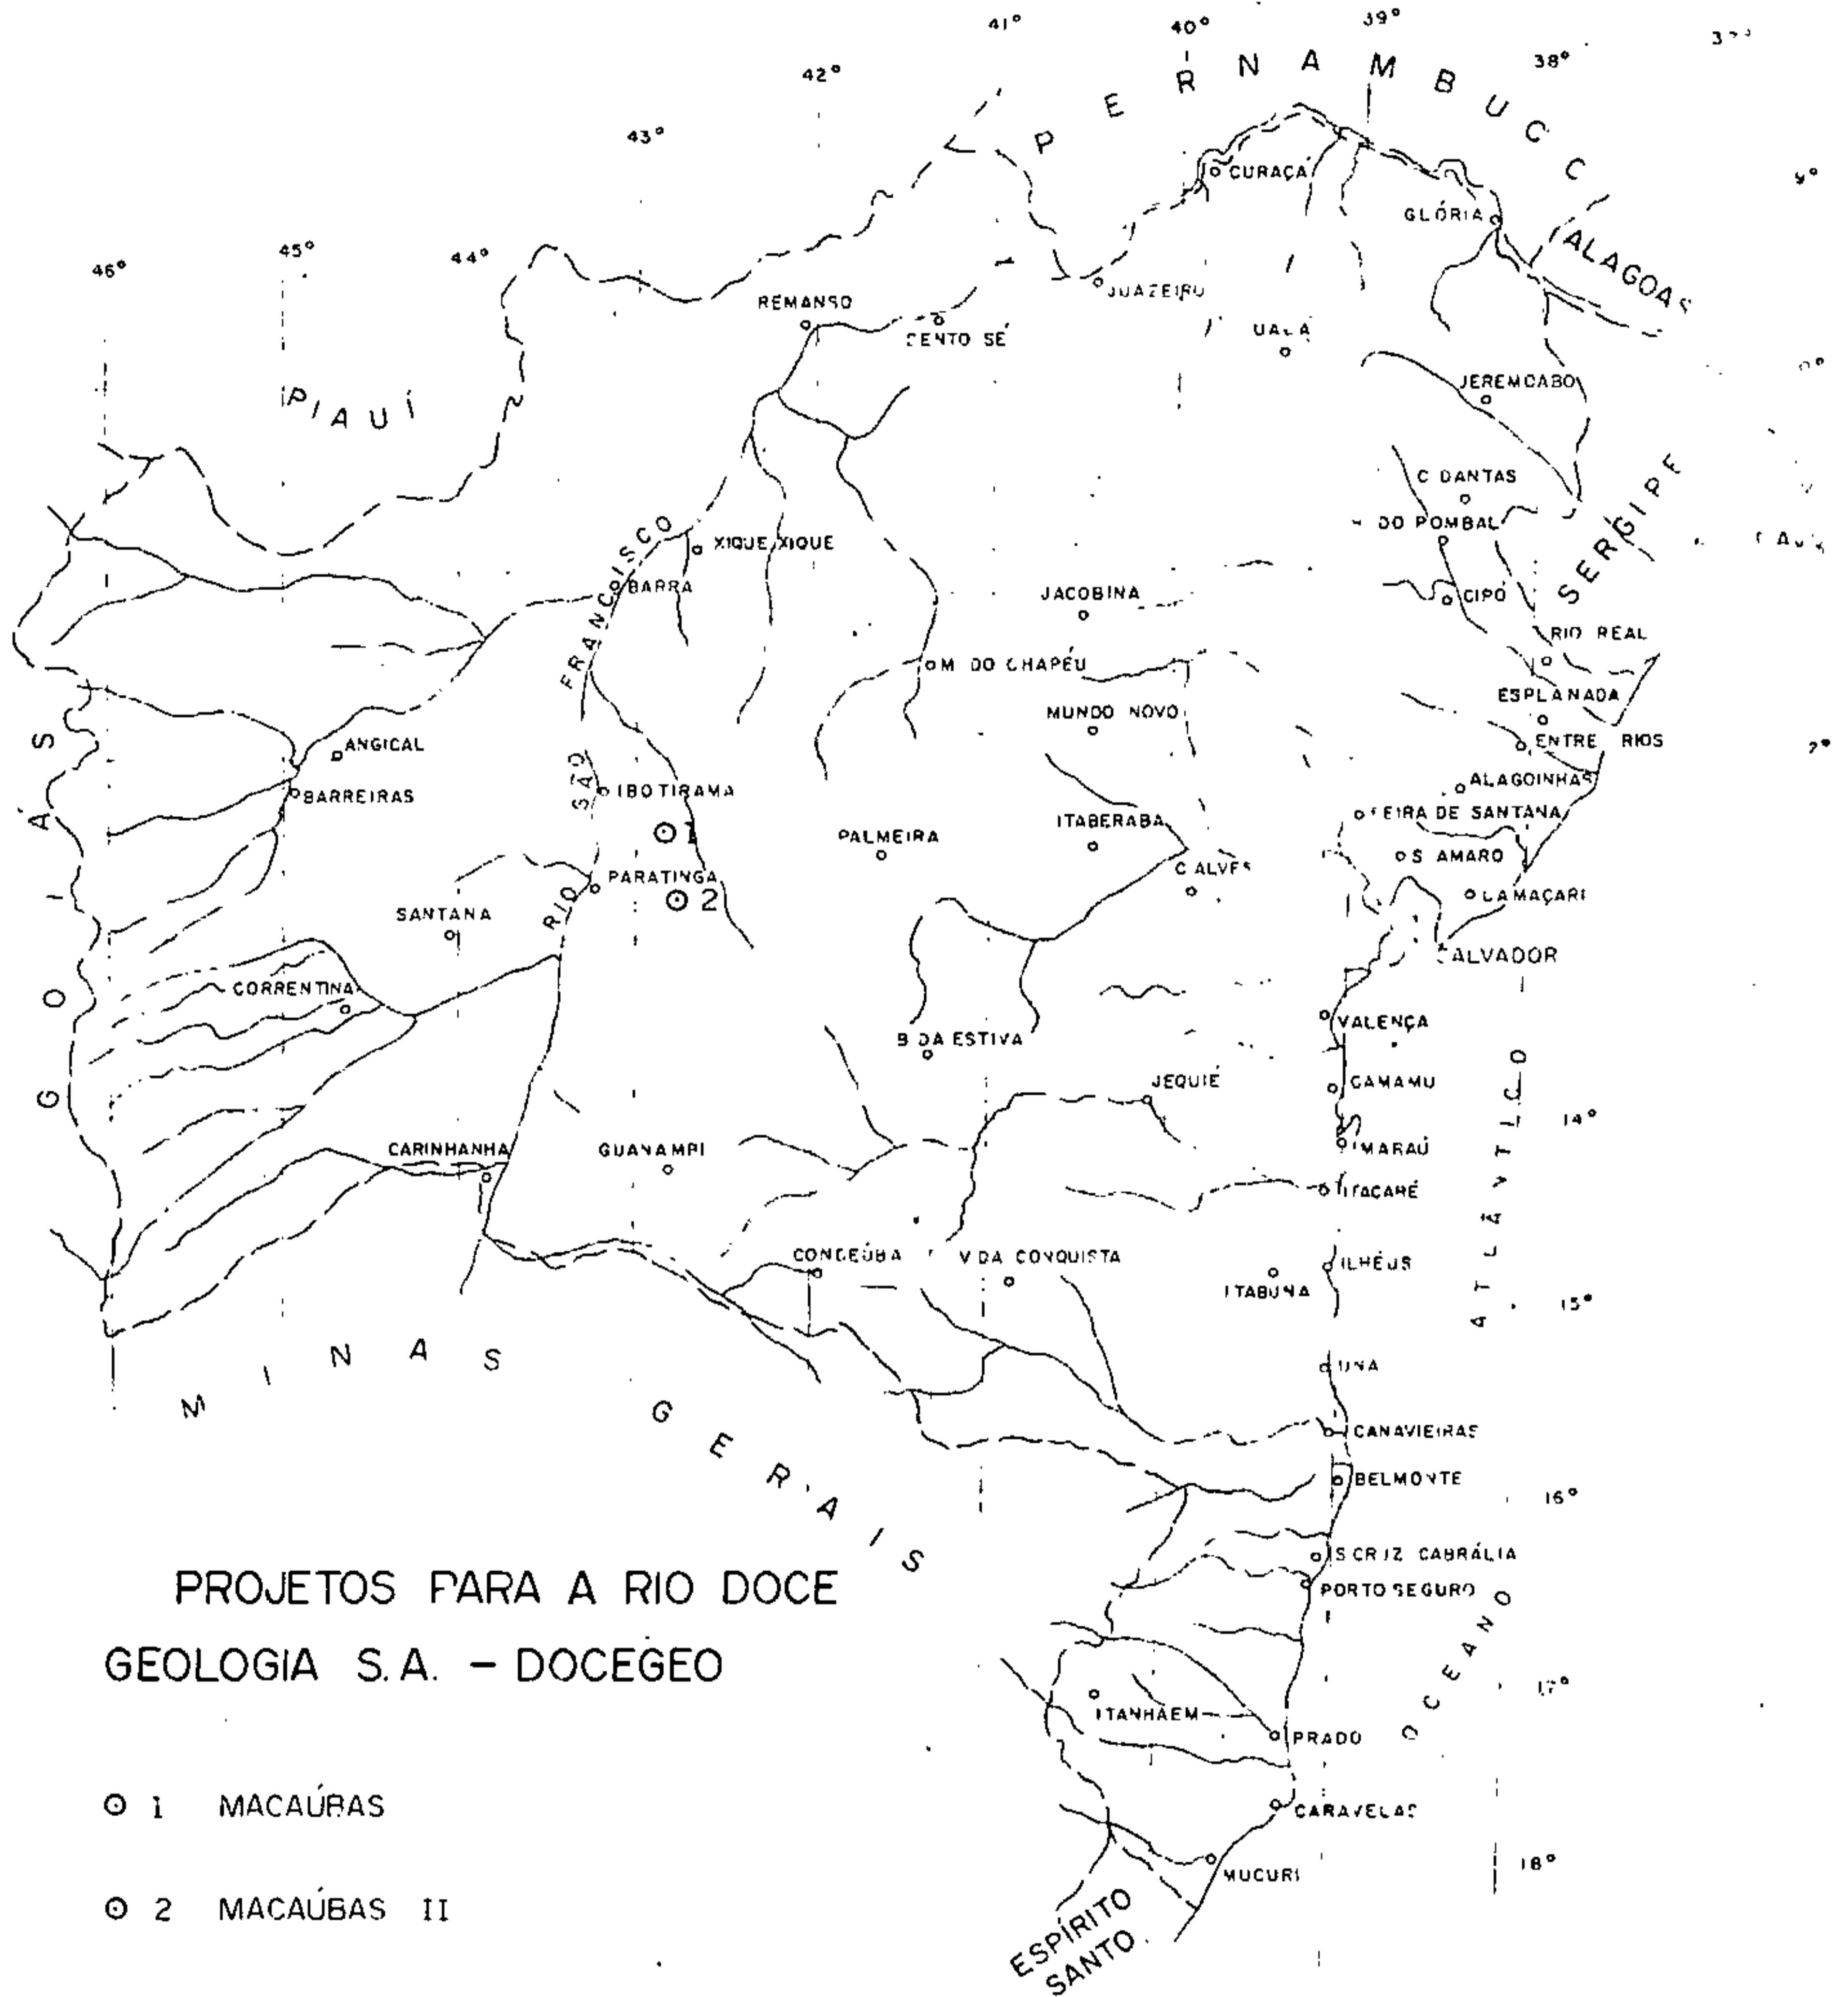 41°
40°
39°
38°
42°
43°
44°
45°
46°
PERNAMBUCO
CURAÇÁ
9°
GLÓRIA
ALAGOAS
JUAZEIRO
REMANSO
SENTO SÉ
JEREMOABO
PIAUÍ
C DANTAS
DO POMBAL
SERGIPE
XIQUE XIQUE
BARRA
JACOBINA
CIPÓ
RIO REAL
M DO CHAPÉU
ESPLANADA
MUNDO NOVO
ENTRE RIOS
ANGICAL
ALAGOINHAS
BARREIRAS
RIO SÃO FRANCISCO
IBOTIRAMA
FEIRA DE SANTANA
1
PALMEIRA
ITABERABA
S AMARO
C ALVES
PARATINGA
2
CAMAÇARI
SANTANA
SALVADOR
GOIÁS
CORRENTINA
VALENÇA
B DA ESTIVA
JEQUIÉ
CAMAMU
14°
CARINHANHA
GUANAMBI
MARAÚ
ITACARÉ
CONDEÚBA
V DA CONQUISTA
ILHÉUS
ITABUNA
15°
OCEANO ATLÂNTICO
UNA
MINAS GERAIS
CANAVIEIRAS
BELMONTE
16°
S CRUZ CABRÁLIA
PORTO SEGURO
17°
ITANHÁEM
PRADO
CARAVELAS
18°
MUCURI
ESPÍRITO
SANTO
PROJETOS PARA A RIO DOCE
GEOLOGIA S.A. – DOCEGEO
1 MACAÚBAS
2 MACAÚBAS II